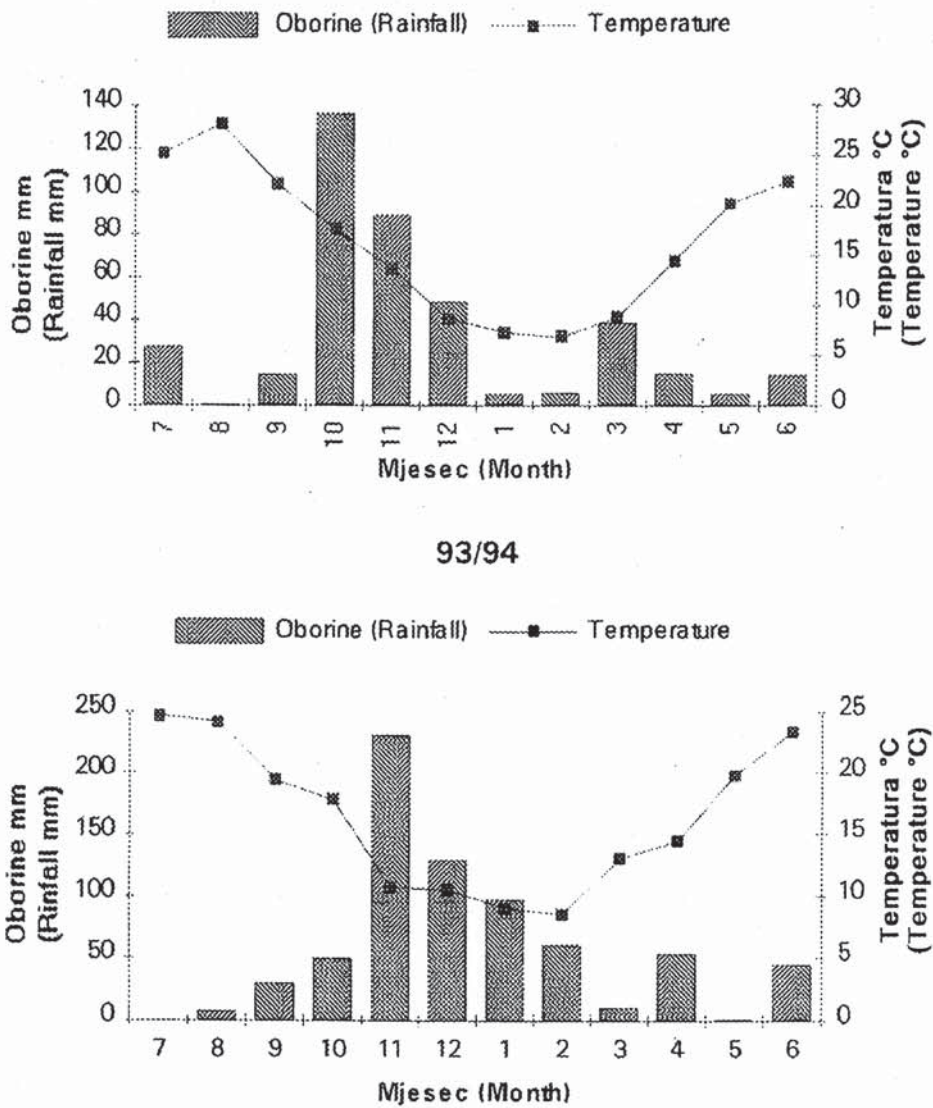 Oborine (Rainfall) Temperature
140
120
100
80
60
40
20
0
Oborine mm
(Rainfall mm)
30
25
20
15
10
5
0
Temperatura °C
(Temperature °C)
7 8 9 10 11 12 1 2 3 4 5 6
Mjesec (Month)
93/94
Oborine (Rainfall) Temperature
250
200
150
100
50
0
Oborine mm
(Rinfall mm)
25
20
15
10
5
0
Temperatura °C
(Temperature °C)
7 8 9 10 11 12 1 2 3 4 5 6
Mjesec (Month)